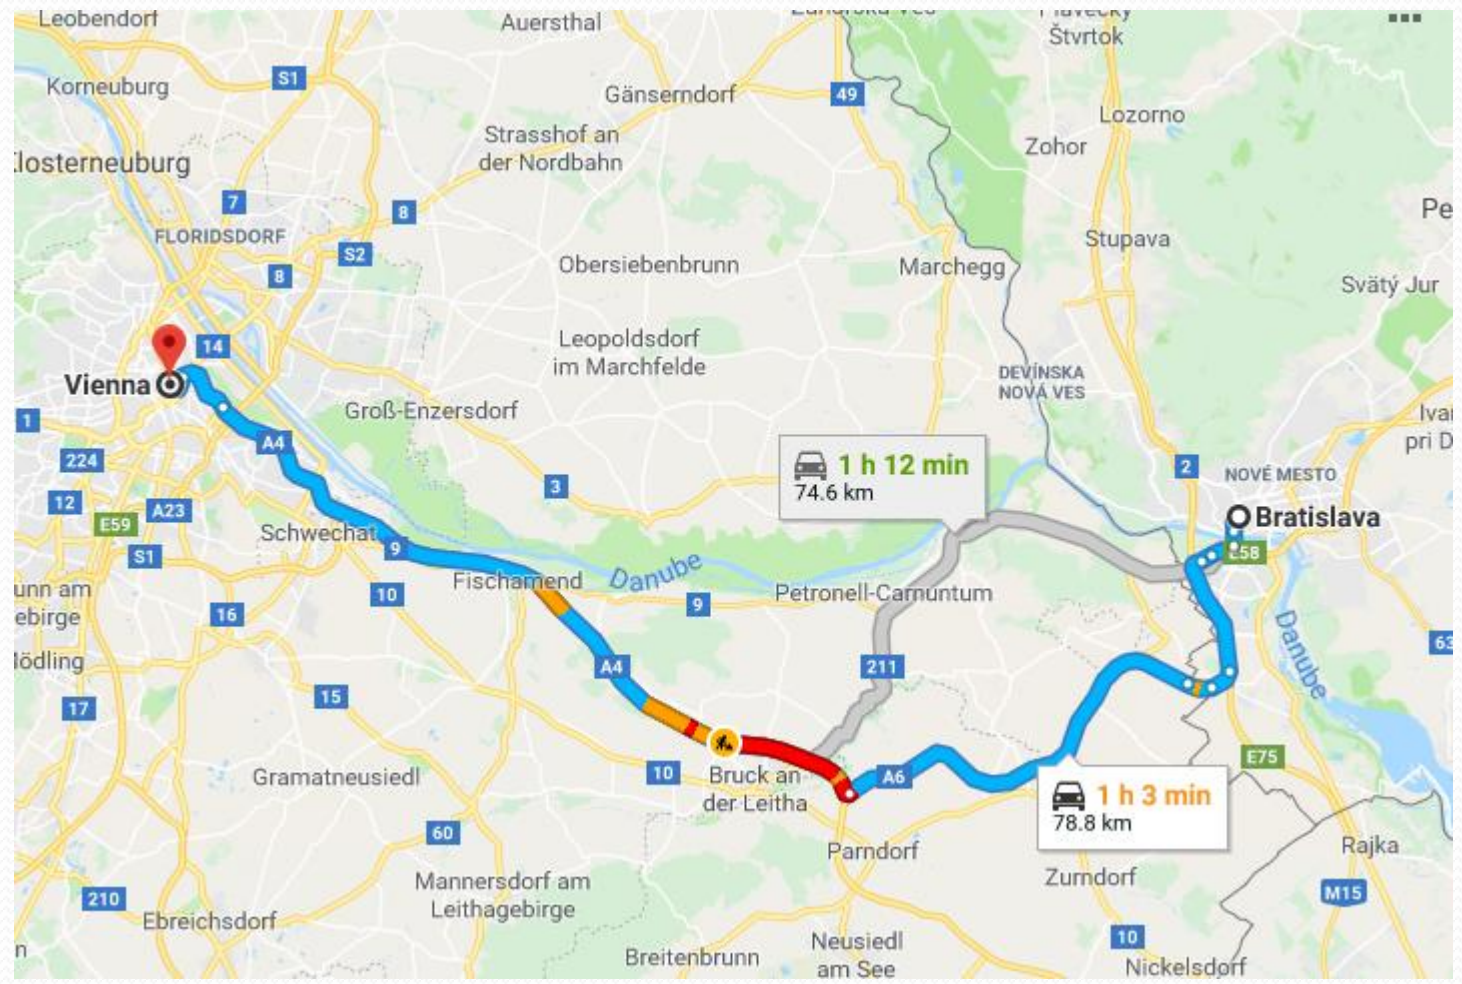 Leobendorf
Auersthal
Štvrtok
Korneuburg
S1
Gänserndorf
49
Lozorno
Strasshof an
der Nordbahn
Zohor
7
8
Pe
FLORIDSDORF
S2
8
Obersiebenbrunn
Marchegg
Stupava
Svätý Jur
14
Leopoldsdorf
im Marchfelde
Vienna
DEVÍNSKA
NOVÁ VES
1
Groß-Enzersdorf
A4
pri D
224
1 h 12 min
74.6 km
2
NOVÉ MESTO
3
12
A23
E59
Bratislava
S1
Schwechat
9
E58
Fischamend
Danube
10
9
Petronell-Carnuntum
16
Danube
A4
211
63
15
17
10
Bruck an
der Leitha
A6
E75
Gramatneusiedl
1 h 3 min
78.8 km
60
Parndorf
Rajka
Zurndorf
210
Mannersdorf am
Leithagebirge
M15
Ebreichsdorf
Breitenbrunn
Neusiedl
am See
10
Nickelsdorf